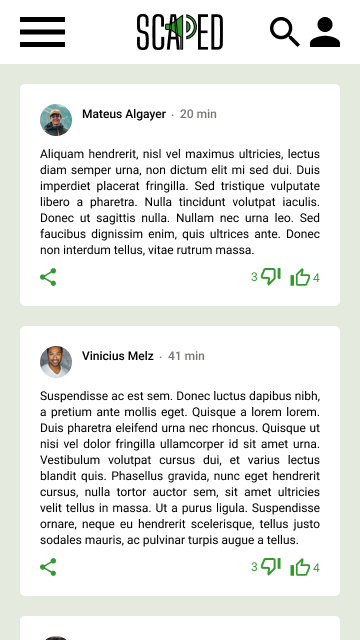 SCAPED
Mateus Algayer · 20 min
Aliquam hendrerit, nisl vel maximus ultricies, lectus
diam semper urna, non dictum elit mi sed dui. Duis
imperdiet placerat fringilla. Sed tristique vulputate
libero a pharetra. Nulla tincidunt volutpat iaculis.
Donec ut sagittis nulla. Nullam nec urna leo. Sed
faucibus dignissim enim, quis ultrices ante. Donec
non interdum tellus, vitae rutrum massa.
3 4
Vinicius Melz · 41 min
Suspendisse ac est sem. Donec luctus dapibus nibh,
a pretium ante mollis eget. Quisque a lorem lorem.
Duis pharetra eleifend urna nec rhoncus. Quisque ut
nisi vel dolor fringilla ullamcorper id sit amet urna.
Vestibulum volutpat cursus dui, et varius lectus
blandit quis. Phasellus gravida, nunc eget hendrerit
cursus, nulla tortor auctor sem, sit amet ultricies
velit tellus in massa. Ut a purus ligula. Suspendisse
ornare, neque eu hendrerit scelerisque, tellus justo
sodales mauris, ac pulvinar turpis augue a tellus.
3 4